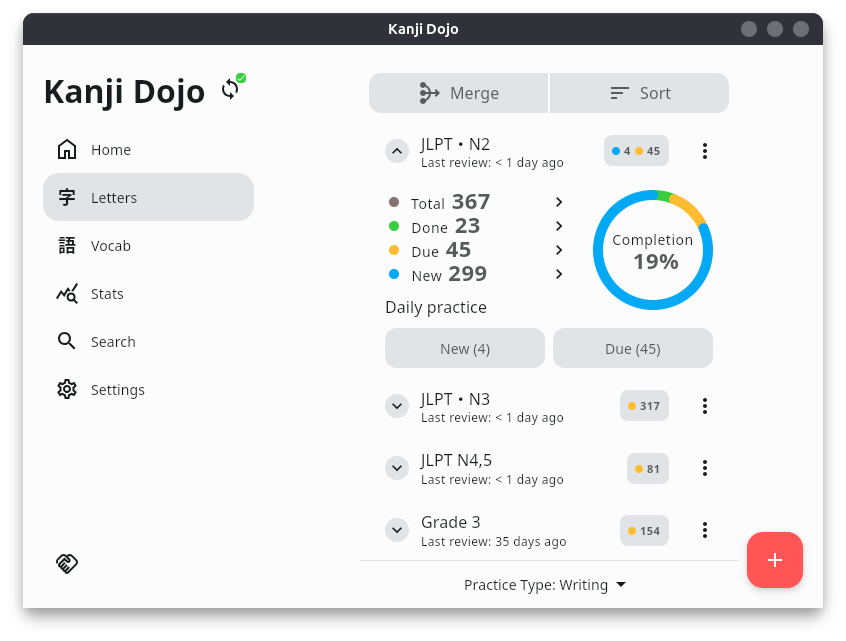 Kanji Dojo
Kanji Dojo
Home
字 Letters
語 Vocab
Stats
Search
Settings
Merge
Sort
JLPT • N2
Last review: < 1 day ago
4 45
Total 367
Done 23
Due 45
New 299
Completion
19%
Daily practice
New (4)
Due (45)
JLPT • N3
Last review: < 1 day ago
317
JLPT N4,5
Last review: < 1 day ago
81
Grade 3
Last review: 35 days ago
154
Practice Type: Writing